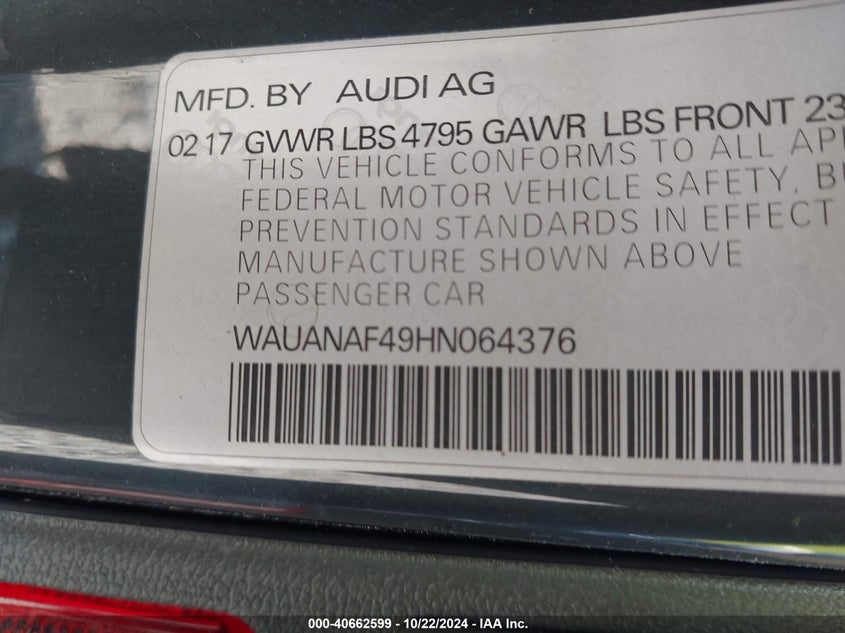 MFD. BY AUDI AG
02 17 GVWR LBS 4795 GAWR LBS FRONT 23
THIS VEHICLE CONFORMS TO ALL
FEDERAL MOTOR VEHICLE SAFETY,
PREVENTION STANDARDS IN EFFECT
MANUFACTURE SHOWN ABOVE
PASSENGER CAR
WAUANAF49HN064376
000-40662599 - 10/22/2024 - IAA Inc.